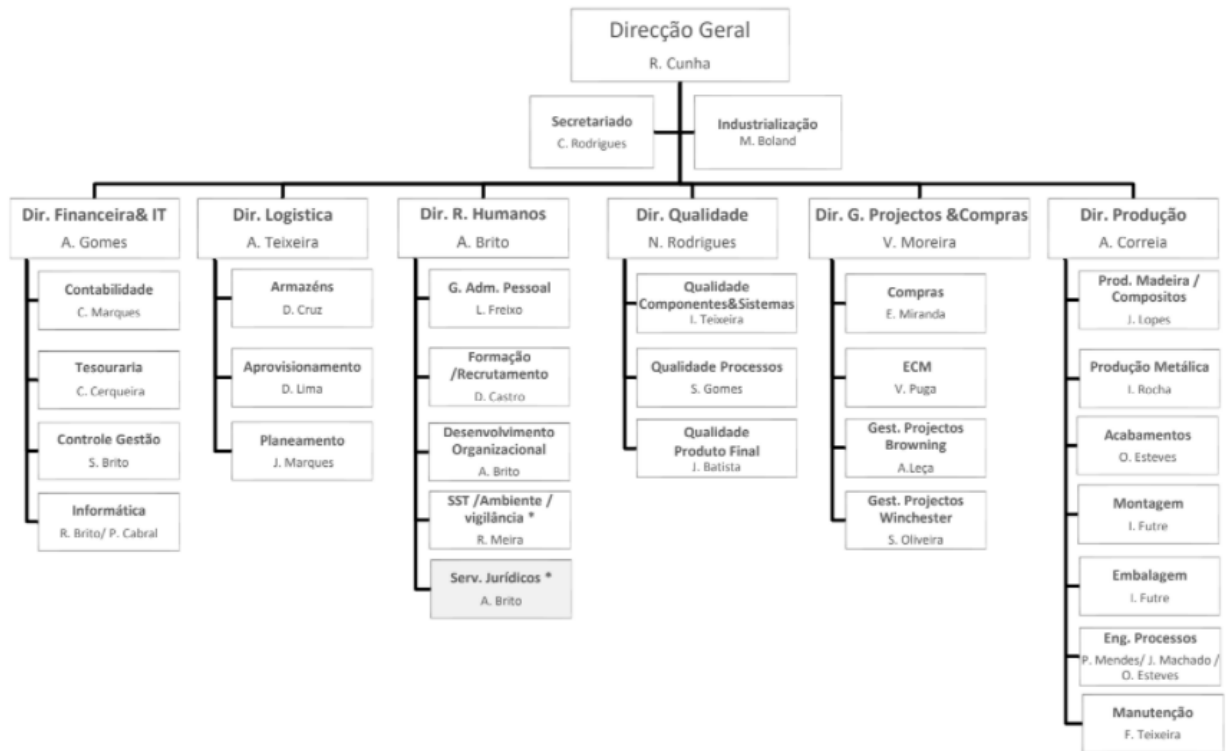 Direcção Geral
R. Cunha
Secretariado
C. Rodrigues
Industrialização
M. Boland
Dir. Financeira& IT
A. Gomes
Contabilidade
C. Marques
Tesouraria
C. Cerqueira
Controle Gestão
S. Brito
Informática
R. Brito/ P. Cabral
Dir. Logistica
A. Teixeira
Armazéns
D. Cruz
Aprovisionamento
D. Lima
Planeamento
J. Marques
Dir. R. Humanos
A. Brito
G. Adm. Pessoal
L. Freixo
Formação
/Recrutamento
D. Castro
Desenvolvimento
Organizacional
A. Brito
SST /Ambiente /
vigilância *
R. Meira
Serv. Jurídicos *
A. Brito
Dir. Qualidade
N. Rodrigues
Qualidade
Componentes&Sistemas
I. Teixeira
Qualidade Processos
S. Gomes
Qualidade
Produto Final
J. Batista
Dir. G. Projectos &Compras
V. Moreira
Compras
E. Miranda
ECM
V. Puga
Gest. Projectos
Browning
A.Leça
Gest. Projectos
Winchester
S. Oliveira
Dir. Produção
A. Correia
Prod. Madeira /
Compositos
J. Lopes
Produção Metálica
I. Rocha
Acabamentos
O. Esteves
Montagem
I. Futre
Embalagem
I. Futre
Eng. Processos
P. Mendes/ J. Machado /
O. Esteves
Manutenção
F. Teixeira